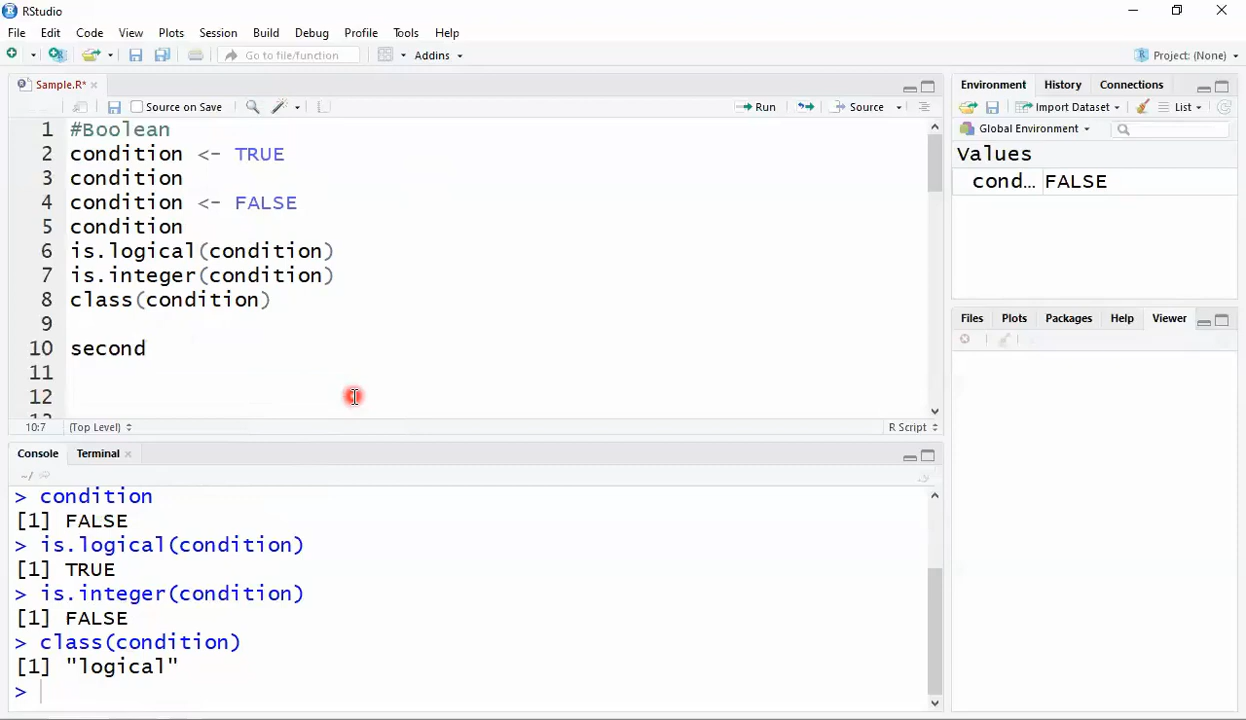 RStudio
File Edit Code View Plots Session Build Debug Profile Tools Help
Go to file/function Addins Project: (None)
Sample.R*
Source on Save Run Source
1 #Boolean
2 condition <- TRUE
3 condition
4 condition <- FALSE
5 condition
6 is.logical(condition)
7 is.integer(condition)
8 class(condition)
9
10 second
11
12
10:7 (Top Level) R Script
Console Terminal
~/
> condition
[1] FALSE
> is.logical(condition)
[1] TRUE
> is.integer(condition)
[1] FALSE
> class(condition)
[1] "logical"
>
Environment History Connections
Import Dataset List
Global Environment
Values
cond... FALSE
Files Plots Packages Help Viewer